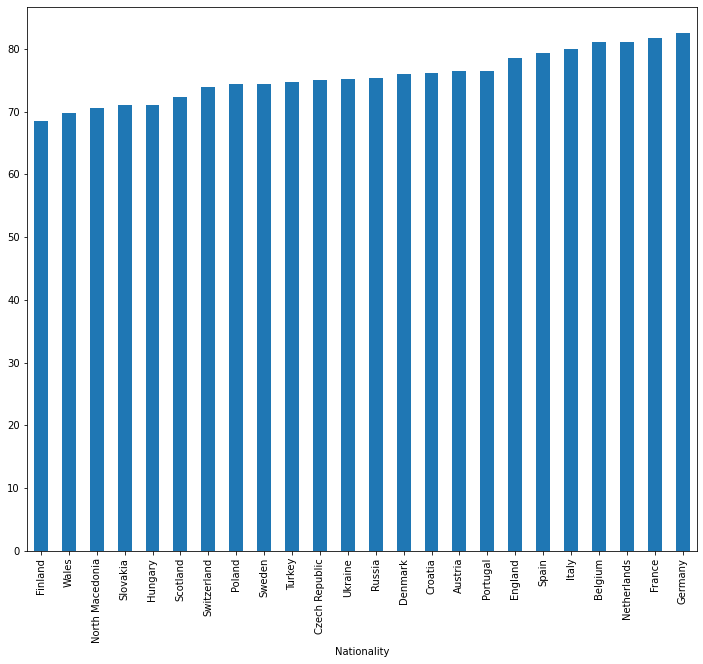 80
70
60
50
40
30
20
10
0
Finland
Wales
North Macedonia
Slovakia
Hungary
Scotland
Switzerland
Poland
Sweden
Turkey
Czech Republic
Ukraine
Russia
Denmark
Croatia
Austria
Portugal
England
Spain
Italy
Belgium
Netherlands
France
Germany
Nationality